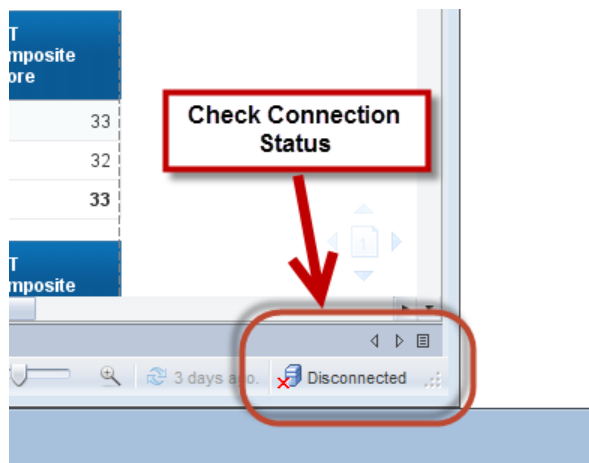 T
mposite
ore
33
32
33
Check Connection
Status
1
T
mposite
3 days ago.
Disconnected